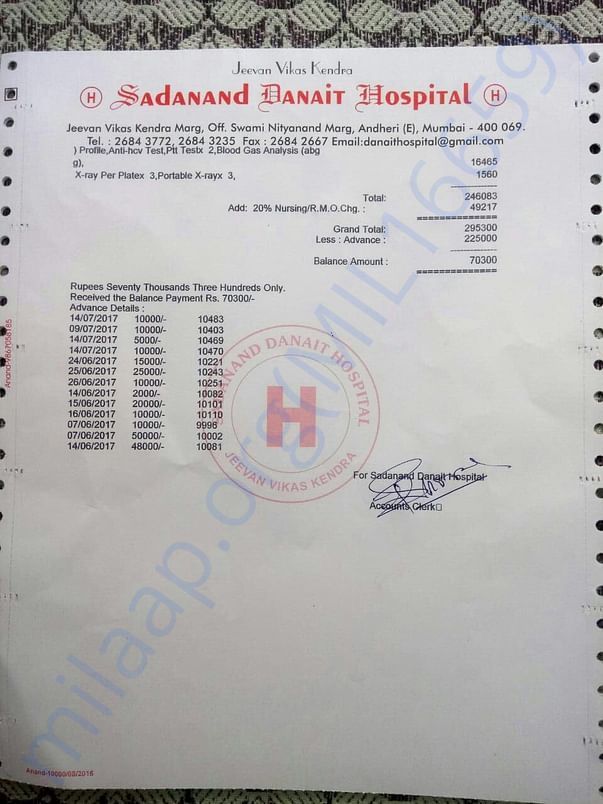 Jeevan Vikas Kendra
H Sadanand Danait Hospital H
Jeevan Vikas Kendra Marg, Off. Swami Nityanand Marg, Andheri (E), Mumbai - 400 069.
Tel. : 2684 3772, 2684 3235 Fax : 2684 2667 Email:danaithospital@gmail.com
) Profile,Anti-hcv Test,Ptt Testx 2,Blood Gas Analysis (abg
g), 16465
X-ray Per Platex 3,Portable X-rayx 3, 1560
Total: 246083
Add: 20% Nursing/R.M.O.Chg. : 49217
Grand Total: 295300
Less : Advance : 225000
Balance Amount : 70300
Rupees Seventy Thousands Three Hundreds Only.
Received the Balance Payment Rs. 70300/-
Advance Details :
14/07/2017 10000/- 10483
09/07/2017 10000/- 10403
14/07/2017 5000/- 10469
14/07/2017 10000/- 10470
24/06/2017 15000/- 10221
25/06/2017 25000/- 10243
26/06/2017 10000/- 10251
14/06/2017 2000/- 10082
15/06/2017 20000/- 10101
16/06/2017 10000/- 10110
07/06/2017 10000/- 9996
07/06/2017 50000/- 10002
14/06/2017 48000/- 10081
SADANAND DANAIT HOSPITAL
H
JEEVAN VIKAS KENDRA
For Sadanand Danait Hospital
Accounts Clerk
Anand-10000/03/2016